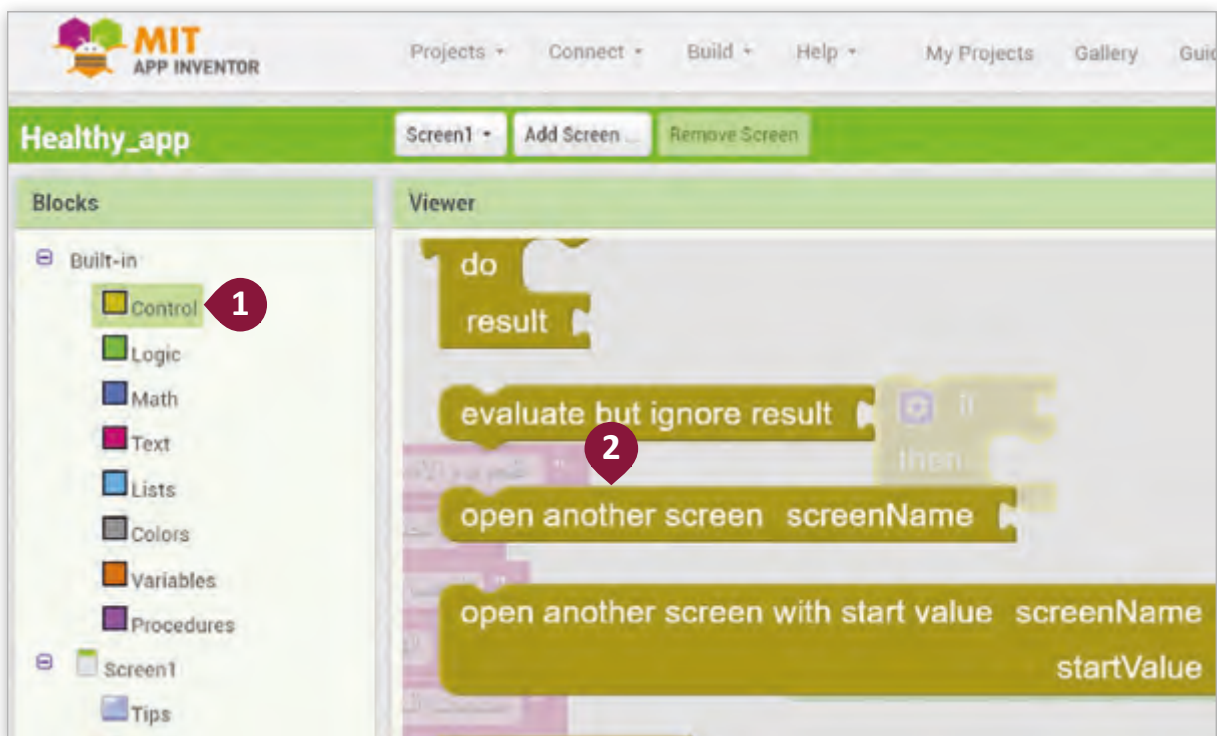 MIT
APP INVENTOR
Projects Connect Build Help My Projects Gallery
Healthy_app Screen1 Add Screen ... Remove Screen
Blocks Viewer
Built-in
Control 1
Logic
Math
Text
Lists
Colors
Variables
Procedures
Screen1
Tips
do
result
evaluate but ignore result
if
then
2
open another screen screenName
open another screen with start value screenName
startValue